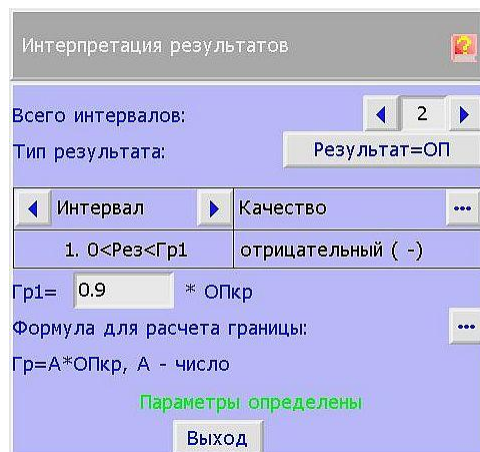 Интерпретация результатов
Всего интервалов: 2
Тип результата: Результат=ОП
Интервал Качество ...
1. 0<Рез<Гр1 отрицательный ( -)
Гр1= 0.9 * ОПкр
Формула для расчета границы: ...
Гр=А*ОПкр, А - число
Параметры определены
Выход